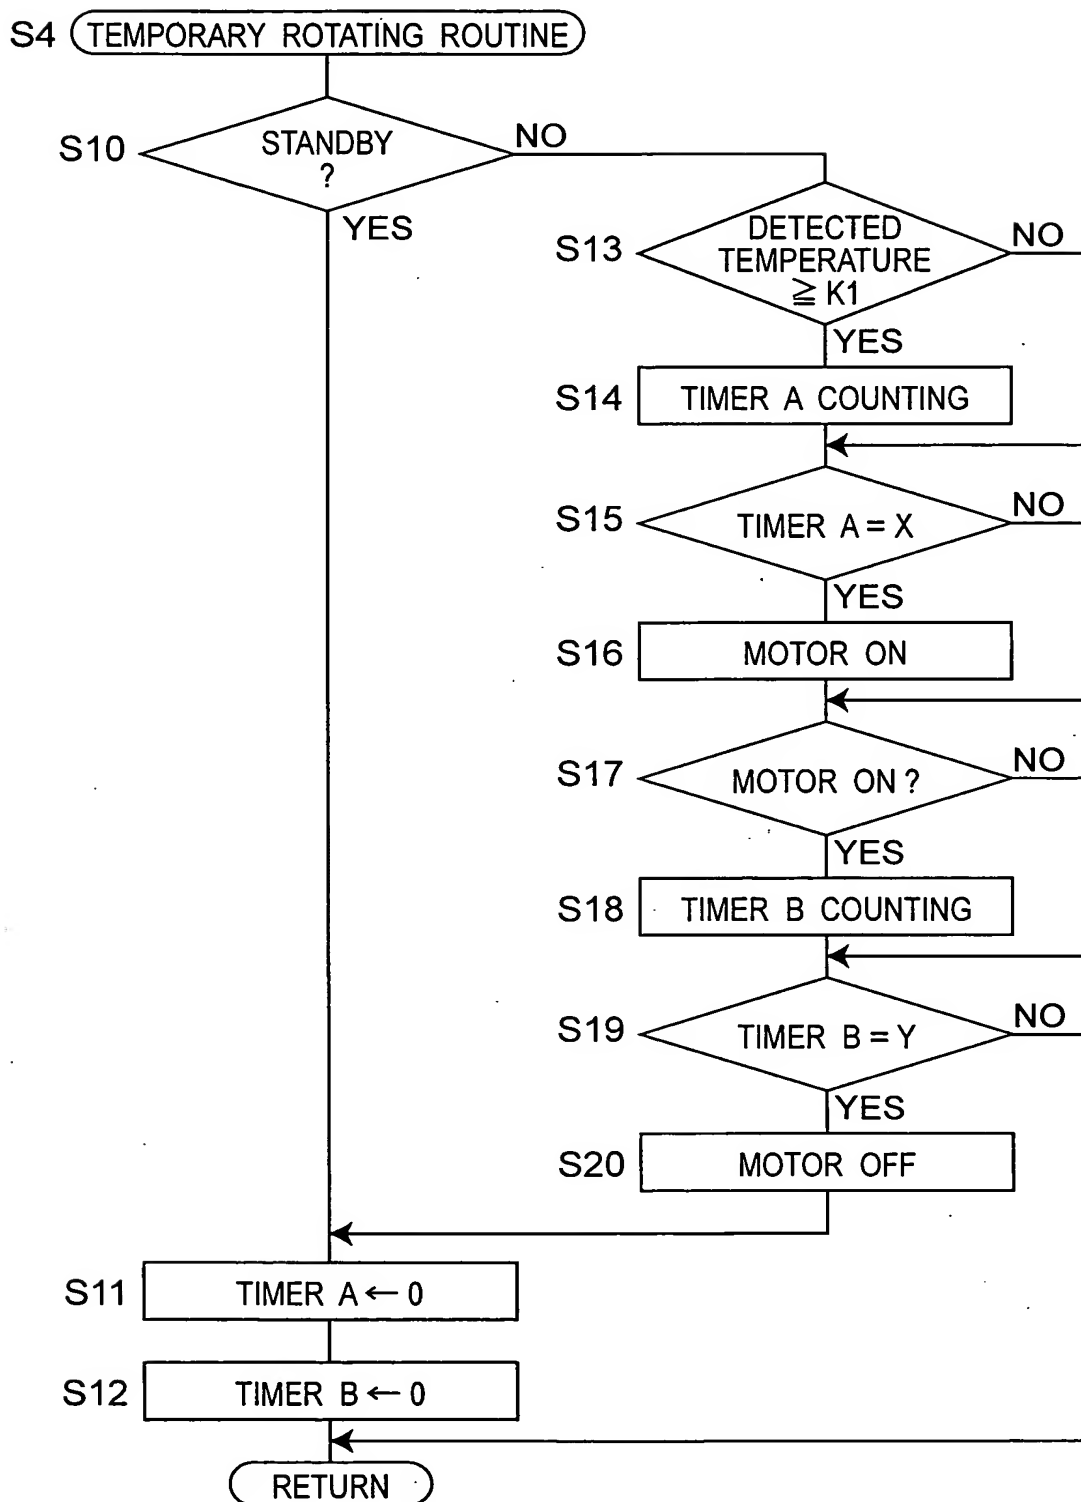 S4 TEMPORARY ROTATING ROUTINE
S10 STANDBY
?
NO
YES
S13 DETECTED
TEMPERATURE
≧ K1
NO
YES
S14 TIMER A COUNTING
S15 TIMER A = X
NO
YES
S16 MOTOR ON
S17 MOTOR ON ?
NO
YES
S18 TIMER B COUNTING
S19 TIMER B = Y
NO
YES
S20 MOTOR OFF
S11 TIMER A ← 0
S12 TIMER B ← 0
RETURN